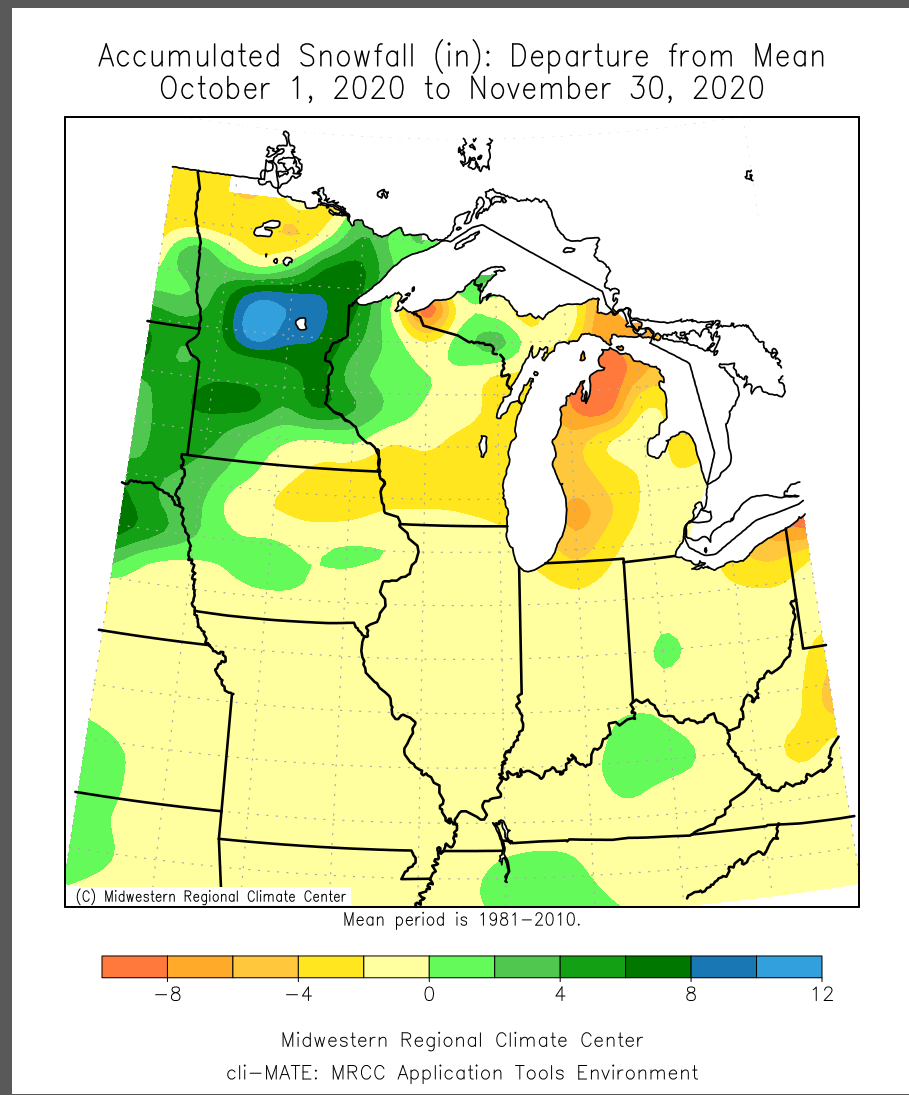 Accumulated Snowfall (in): Departure from Mean
October 1, 2020 to November 30, 2020
(C) Midwestern Regional Climate Center
Mean period is 1981-2010.
-8 -4 0 4 8 12
Midwestern Regional Climate Center
cli-MATE: MRCC Application Tools Environment